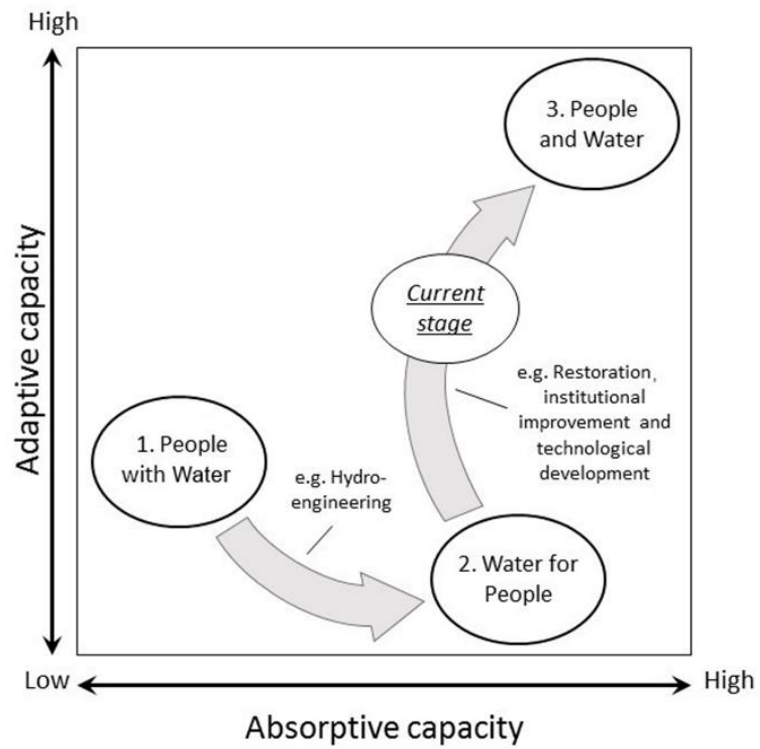 High
3. People
and Water
Adaptive capacity
Current
stage
e.g. Restoration,
institutional
improvement and
technological
development
1. People
with Water
e.g. Hydro-
engineering
2. Water for
People
Low
High
Absorptive capacity